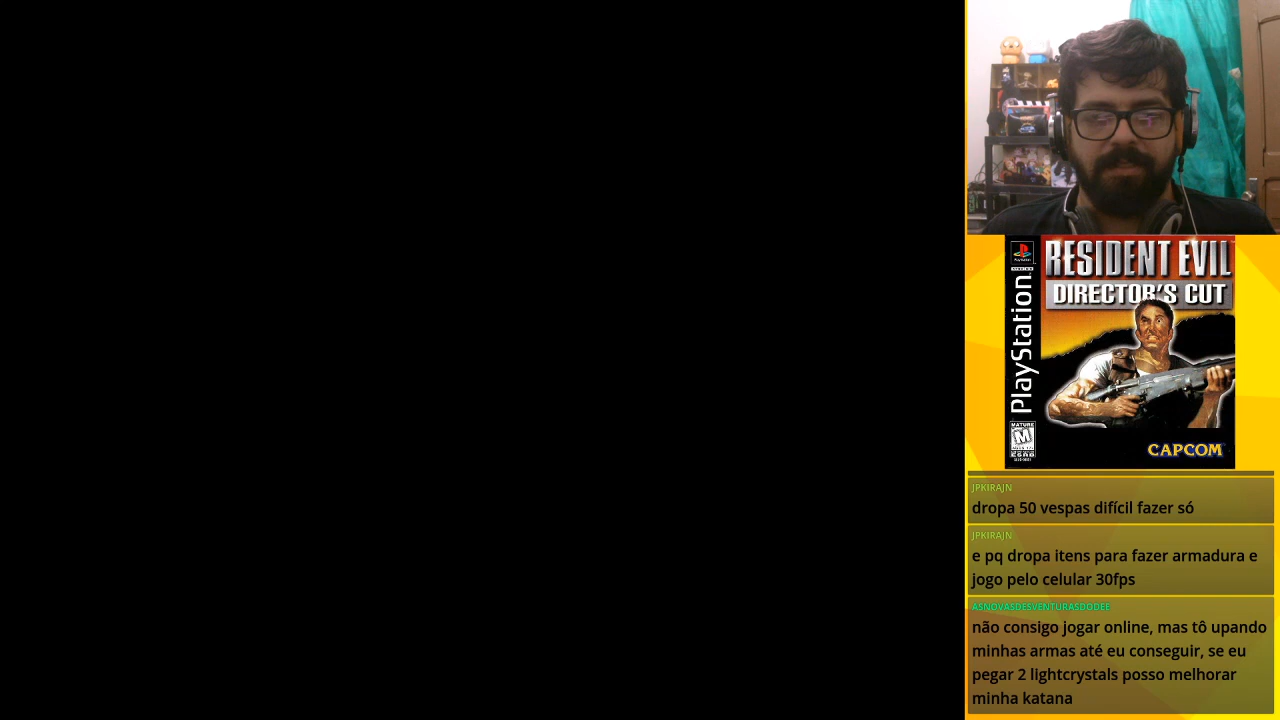 RESIDENT EVIL
DIRECTOR'S CUT
PlayStation
MATURE
M
CAPCOM
JPKIRAJN
dropa 50 vespas difícil fazer só
JPKIRAJN
e pq dropa itens para fazer armadura e
jogo pelo celular 30fps
ASNOVASDESVENTURASDODEE
não consigo jogar online, mas tô upando
minhas armas até eu conseguir, se eu
pegar 2 lightcrystals posso melhorar
minha katana